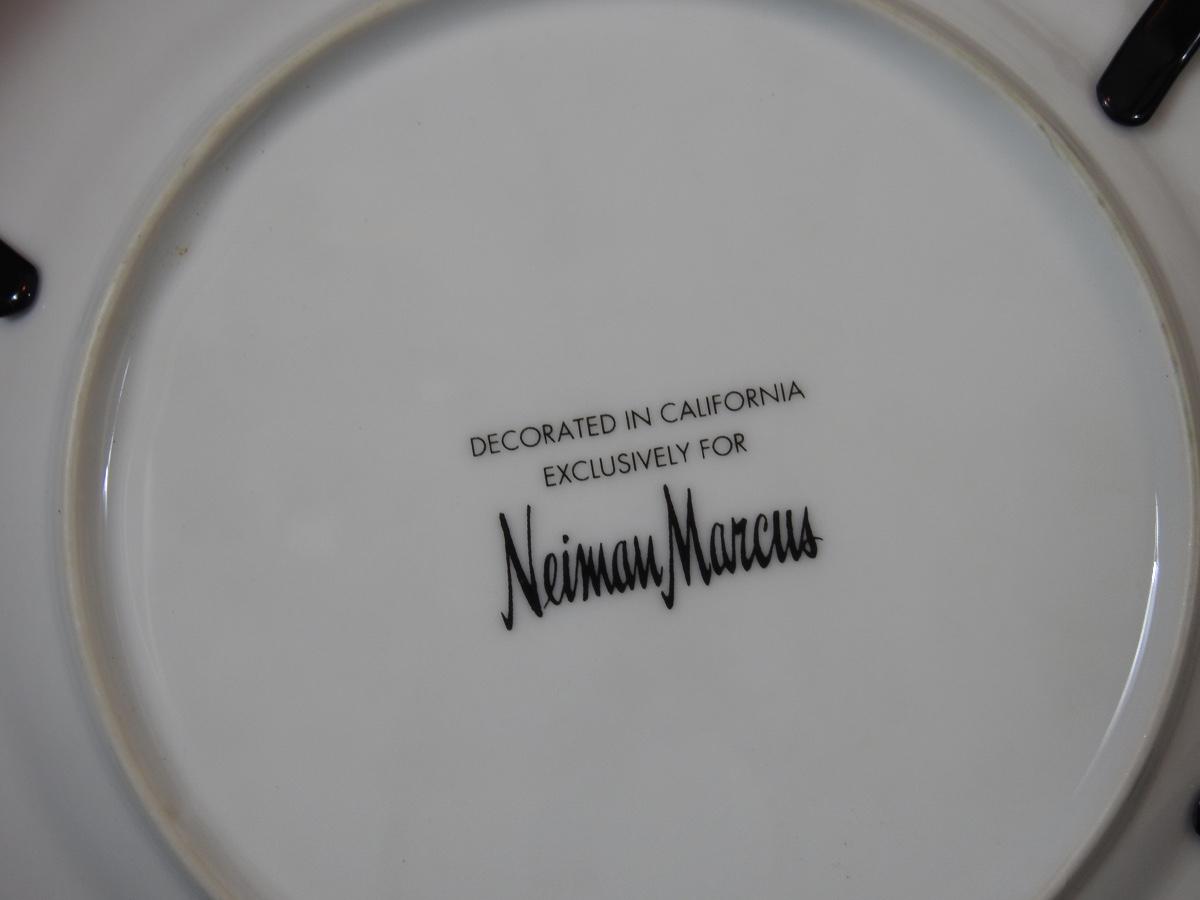 DECORATED IN CALIFORNIA
EXCLUSIVELY FOR
Neiman Marcus